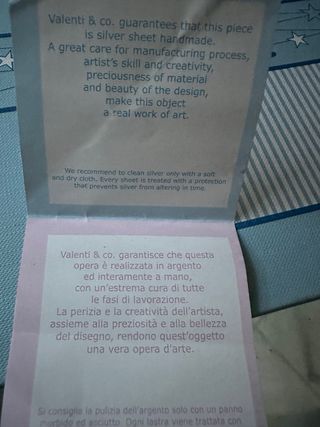 Valenti & co. guarantees that this piece
is silver sheet handmade.
A great care for manufacturing process,
artist's skill and creativity,
preciousness of material
and beauty of the design,
make this object
a real work of art.
We recommend to clean silver only with a soft
and dry cloth. Every sheet is treated with a protection
that prevents silver from altering in time.
Valenti & co. garantisce che questa
opera è realizzata in argento
ed interamente a mano,
con un'estrema cura di tutte
le fasi di lavorazione.
La perizia e la creatività dell'artista,
assieme alla preziosità e alla bellezza
del disegno, rendono quest'oggetto
una vera opera d'arte.
Si consiglia la pulizia dell'argento solo con un panno
morbido ed asciutto. Ogni lastra viene trattata con